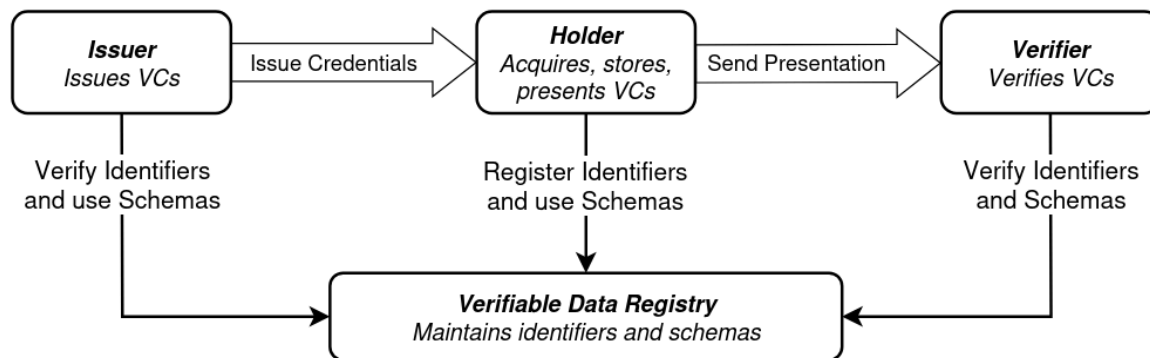 Issuer
Issues VCs
Issue Credentials
Holder
Acquires, stores,
presents VCs
Send Presentation
Verifier
Verifies VCs
Verify Identifiers
and use Schemas
Register Identifiers
and use Schemas
Verify Identifiers
and Schemas
Verifiable Data Registry
Maintains identifiers and schemas